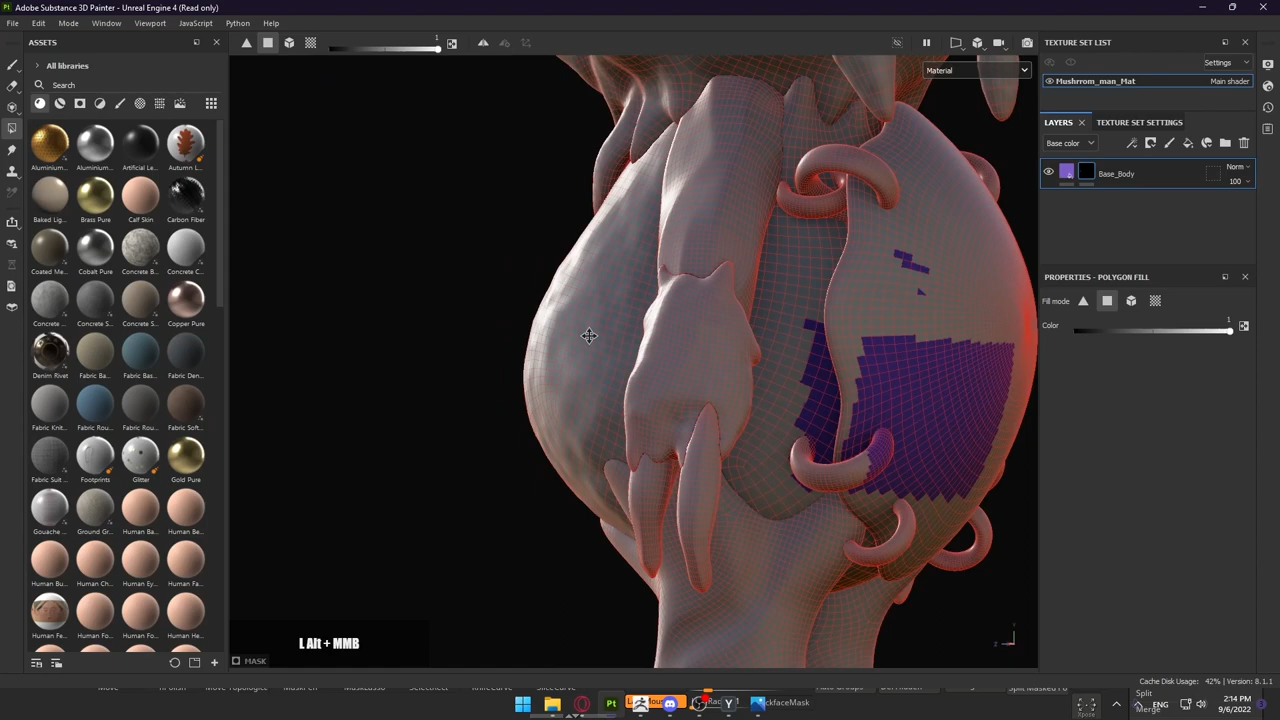 Adobe Substance 3D Painter - Unreal Engine 4 (Read only)
File Edit Mode Window Viewport JavaScript Python Help
ASSETS
All libraries
Search
Aluminium... Aluminium... Artificial Le... Autumn L...
Baked Lig... Brass Pure Calf Skin Carbon Fiber
Coated Me... Cobalt Pure Concrete B... Concrete C...
Concrete ... Concrete S... Concrete S... Copper Pure
Denim Rivet Fabric Ba... Fabric Bas... Fabric Den...
Fabric Knit... Fabric Rou... Fabric Rou... Fabric Soft...
Fabric Suit ... Footprints Glitter Gold Pure
Gouache ... Ground Gr... Human Ba... Human Be...
Human Bu... Human Ch... Human Ey... Human Fa...
Human Fe... Human Fo... Human Fo... Human He...
1
Material
L Alt + MMB
MASK
TEXTURE SET LIST
Settings
Mushrrom_man_Mat Main shader
LAYERS TEXTURE SET SETTINGS
Base color
Base_Body
Norm
100
PROPERTIES - POLYGON FILL
Fill mode
Color
1
Cache Disk Usage: 42% | Version: 8.1.1
ckfaceMask
Split
Merge
ENG
2:14 PM
9/6/2022